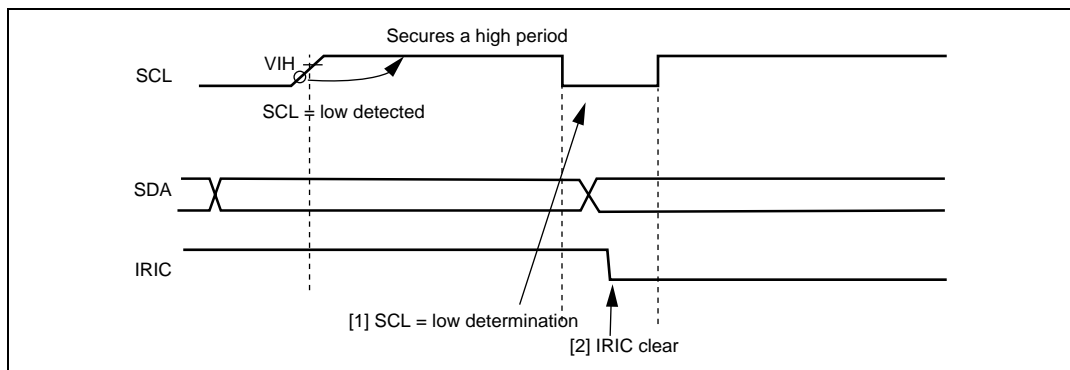 Secures a high period
VIH
SCL
SCL = low detected
SDA
IRIC
[1] SCL = low determination
[2] IRIC clear